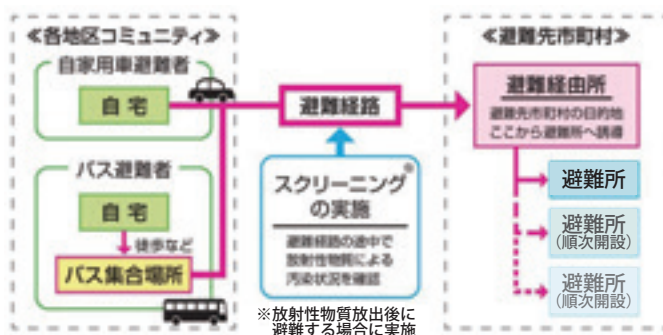 ≪各地区コミュニティ≫
自家用車避難者
自宅
バス避難者
自宅
徒歩など
バス集合場所
避難経路
スクリーニング※
の実施
避難経路の途中で
放射性物質による
汚染状況を確認
※放射性物質放出後に
避難する場合に実施
≪避難先市町村≫
避難経由所
避難先市町村の目的地
ここから避難所へ誘導
避難所
避難所
(順次開設)
避難所
(順次開設)